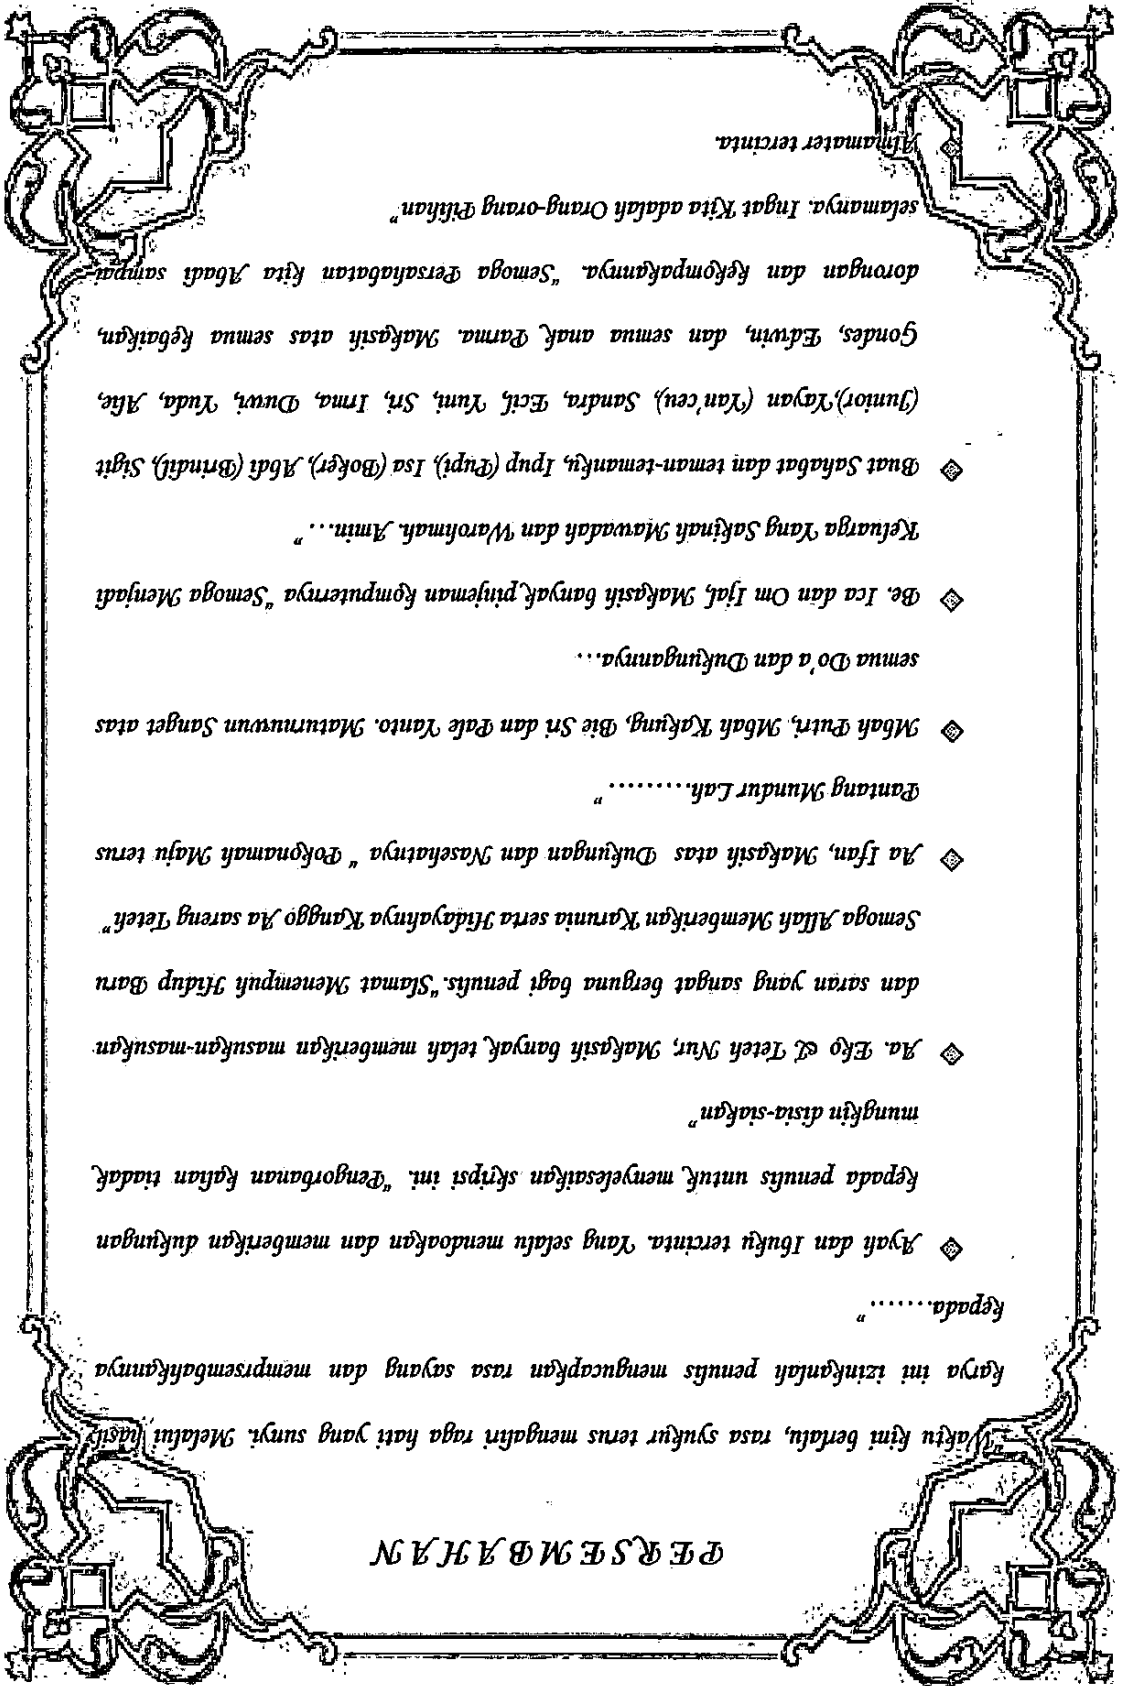 PERSEMBAHAN
"Waktu kini berlalu, rasa syukur terus mengaliri raga hati yang sunyi. Melalui hasil
karya ini izinkanlah penulis mengucapkan rasa sayang dan mempersembahkannya
kepada......."
Ayah dan Ibuku tercinta. Yang selalu mendoakan dan memberikan dukungan
kepada penulis untuk menyelesaikan skripsi ini. "Pengorbanan kalian tiadak
mungkin disia-siakan"
Aa. Eko & Teteh Nur, Makasih banyak telah memberikan masukan-masukan
dan saran yang sangat berguna bagi penulis."Slamat Menempuh Hidup Baru
Semoga Allah Memberikan Karunia serta Hidayahnya Kanggo Aa sareng Teteh"
Aa Ifan, Makasih atas Dukungan dan Nasehatnya " Pokonamah Maju terus
Pantang Mundur Lah........."
Mbah Putri, Mbah Kakung, Bie Sri dan Pale Yanto. Maturnuwun Sanget atas
semua Do'a dan Dukungannya...
Be. Ica dan Om Ijal, Makasih banyak pinjeman komputernya "Semoga Menjadi
Keluarga Yang Sakinah Mawadah dan Warohmah. Amin..."
Buat Sahabat dan teman-temanku, Ipup (Pupi), Isa (Boker), Abdi (Brindil), Sigit
(Junior),Yayan (Yan'ceu), Sandra, Ecil, Yuni, Sri, Irma, Duwi, Yuda, Alie,
Gondes, Edwin, dan semua anak Parma. Makasih atas semua kebaikan,
dorongan dan kekompakannya. "Semoga Persahabatan kita Abadi sampai
selamanya. Ingat Kita adalah Orang-orang Pilihan"
Almamater tercinta.